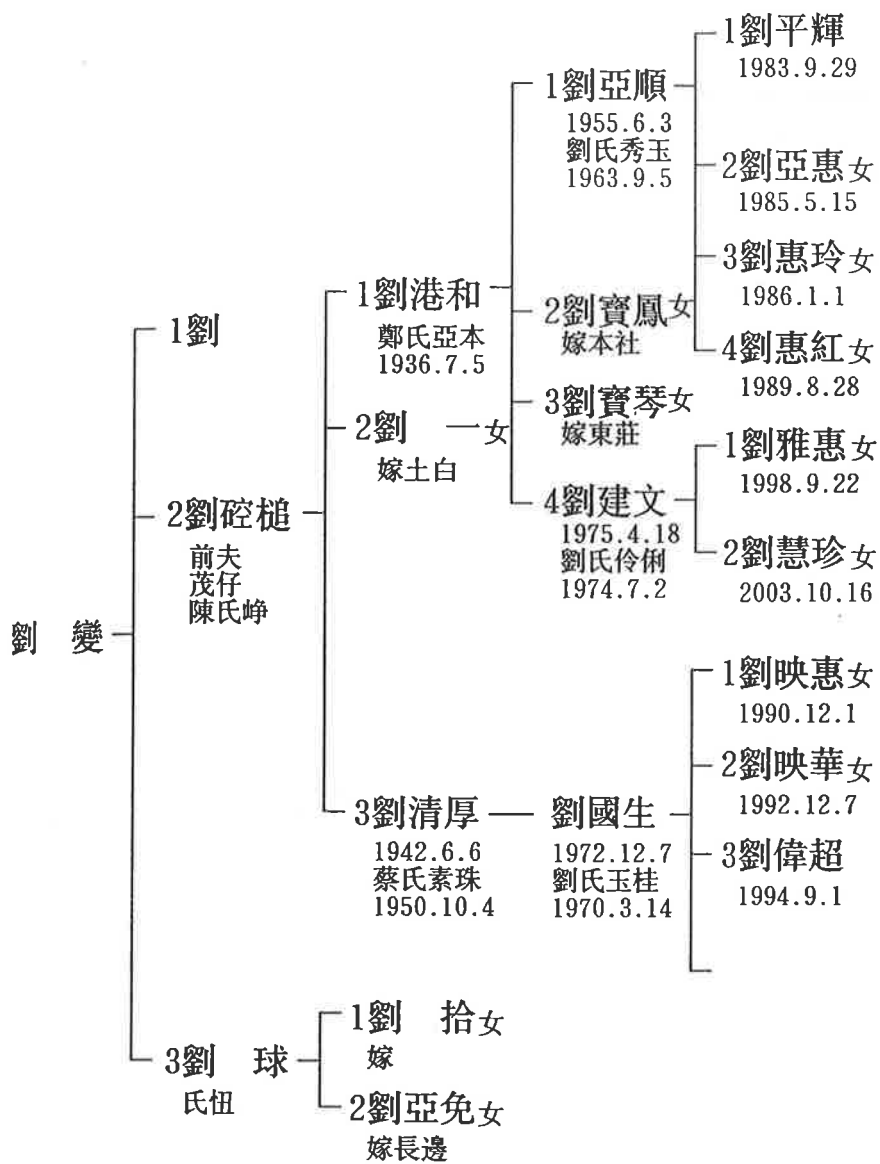 劉 變
1劉
2劉硿槌
前夫
茂仔
陳氏崢
3劉 球
氏忸
1劉港和
鄭氏亞本
1936.7.5
2劉 一女
嫁土白
3劉清厚
1942.6.6
蔡氏素珠
1950.10.4
1劉 拾女
嫁
2劉亞免女
嫁長邊
1劉亞順
1955.6.3
劉氏秀玉
1963.9.5
2劉寶鳳女
嫁本社
3劉寶琴女
嫁東莊
4劉建文
1975.4.18
劉氏伶俐
1974.7.2
劉國生
1972.12.7
劉氏玉桂
1970.3.14
1劉平輝
1983.9.29
2劉亞惠女
1985.5.15
3劉惠玲女
1986.1.1
4劉惠紅女
1989.8.28
1劉雅惠女
1998.9.22
2劉慧珍女
2003.10.16
1劉映惠女
1990.12.1
2劉映華女
1992.12.7
3劉偉超
1994.9.1